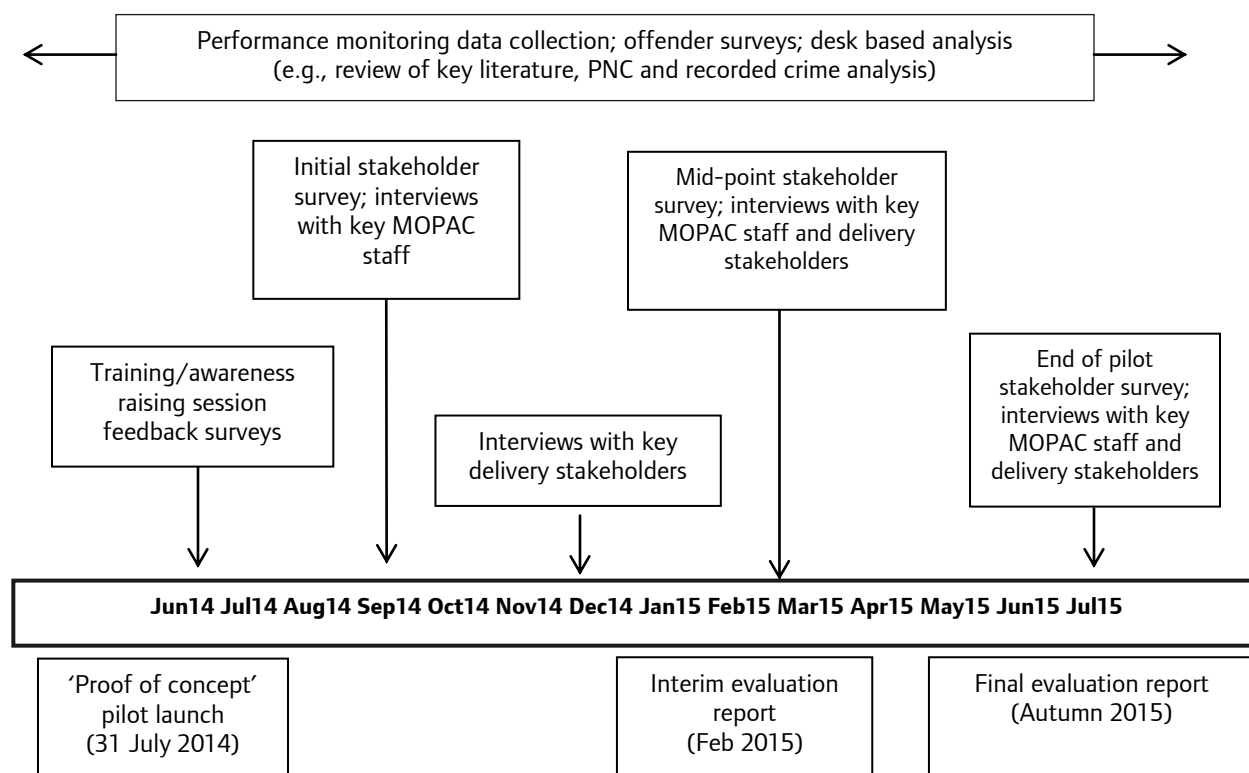 Performance monitoring data collection; offender surveys; desk based analysis
(e.g., review of key literature, PNC and recorded crime analysis)
Initial stakeholder
survey; interviews
with key MOPAC
staff
Mid-point stakeholder
survey; interviews with key
MOPAC staff and delivery
stakeholders
Training/awareness
raising session
feedback surveys
Interviews with key
delivery stakeholders
End of pilot
stakeholder survey;
interviews with key
MOPAC staff and
delivery stakeholders
Jun14 Jul14 Aug14 Sep14 Oct14 Nov14 Dec14 Jan15 Feb15 Mar15 Apr15 May15 Jun15 Jul15
‘Proof of concept’
pilot launch
(31 July 2014)
Interim evaluation
report
(Feb 2015)
Final evaluation report
(Autumn 2015)